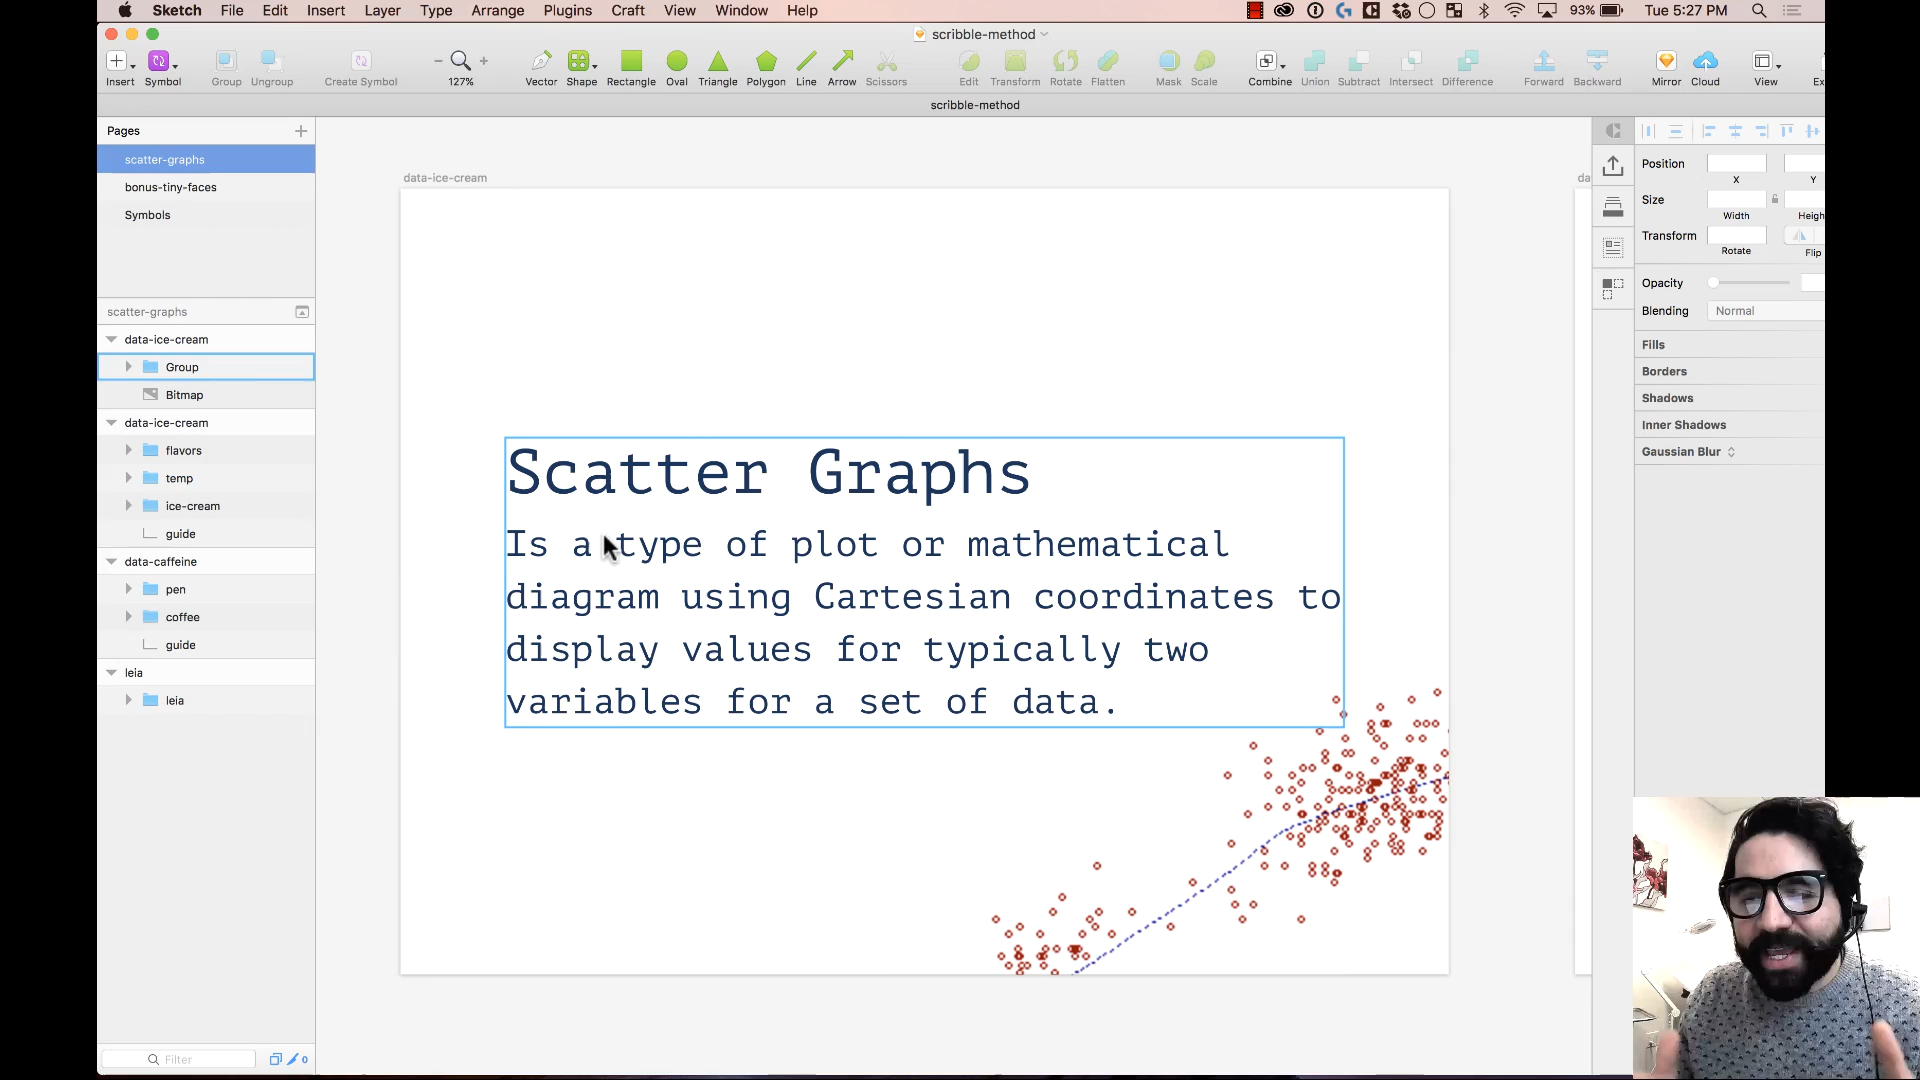 Sketch File Edit Insert Layer Type Arrange Plugins Craft View Window Help 93% Tue 5:27 PM
scribble-method
Insert Symbol Group Ungroup Create Symbol 127% Vector Shape Rectangle Oval Triangle Polygon Line Arrow Scissors Edit Transform Rotate Flatten Mask Scale Combine Union Subtract Intersect Difference Forward Backward Mirror Cloud View Ex
scribble-method
Pages
scatter-graphs
bonus-tiny-faces
Symbols
scatter-graphs
data-ice-cream
Group
Bitmap
data-ice-cream
flavors
temp
ice-cream
guide
data-caffeine
pen
coffee
guide
leia
leia
Filter
0
data-ice-cream
da
Scatter Graphs
Is a type of plot or mathematical
diagram using Cartesian coordinates to
display values for typically two
variables for a set of data.
Position
X Y
Size
Width Heigh
Transform
Rotate Flip
Opacity
Blending Normal
Fills
Borders
Shadows
Inner Shadows
Gaussian Blur